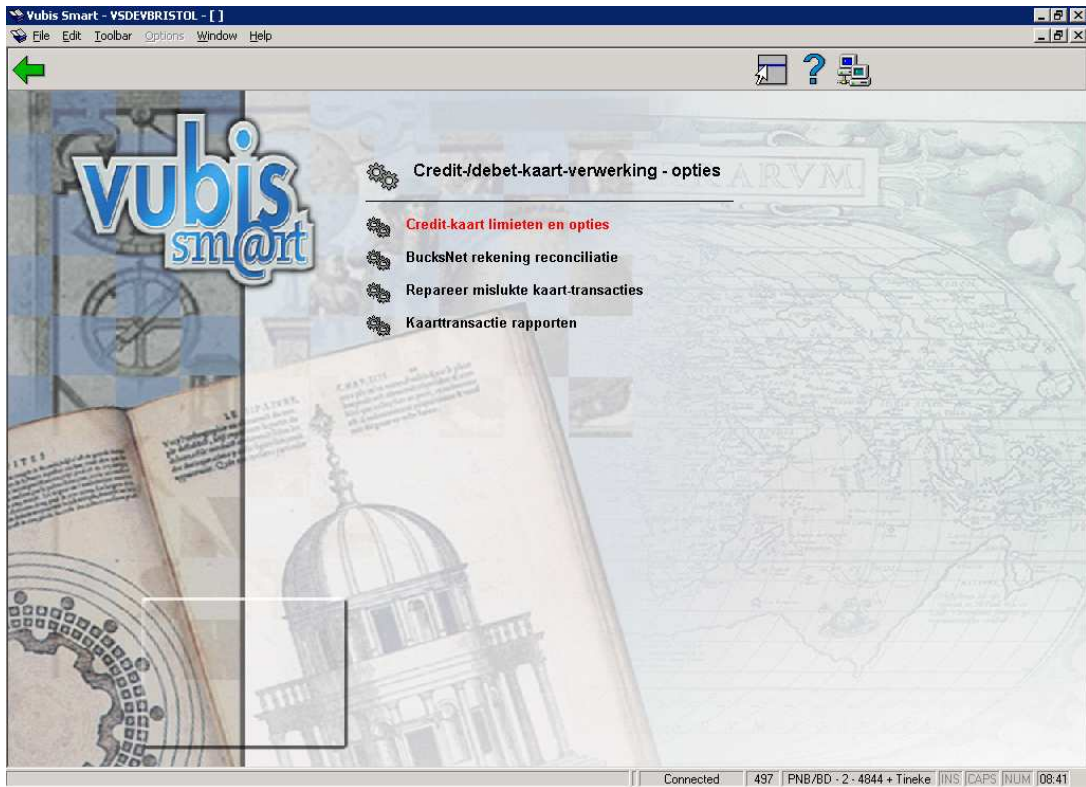 Vubis Smart - VSDEVBRISTOL - [ ]
File Edit Toolbar Options Window Help
vubis
sm@rt
Credit-/debet-kaart-verwerking - opties
Credit-kaart limieten en opties
BucksNet rekening reconciliatie
Repareer mislukte kaart-transacties
Kaarttransactie rapporten
Connected 497 PNB/BD - 2 - 4844 + Tineke INS CAPS NUM 08:41